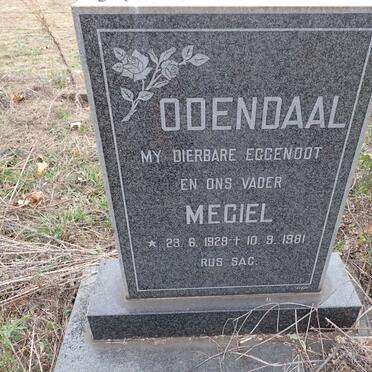 ODENDAAL
MY DIERBARE EGGENOOT
EN ONS VADER
MEGIEL
* 23. 6. 1929 † 10. 9. 1981
RUS SAG.